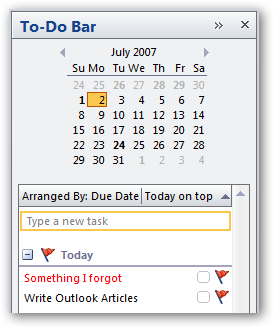 To-Do Bar » ×
July 2007
Su Mo Tu We Th Fr Sa
24 25 26 27 28 29 30
1 2 3 4 5 6 7
8 9 10 11 12 13 14
15 16 17 18 19 20 21
22 23 24 25 26 27 28
29 30 31 1 2 3 4
Arranged By: Due Date Today on top
Type a new task
Today
Something I forgot
Write Outlook Articles